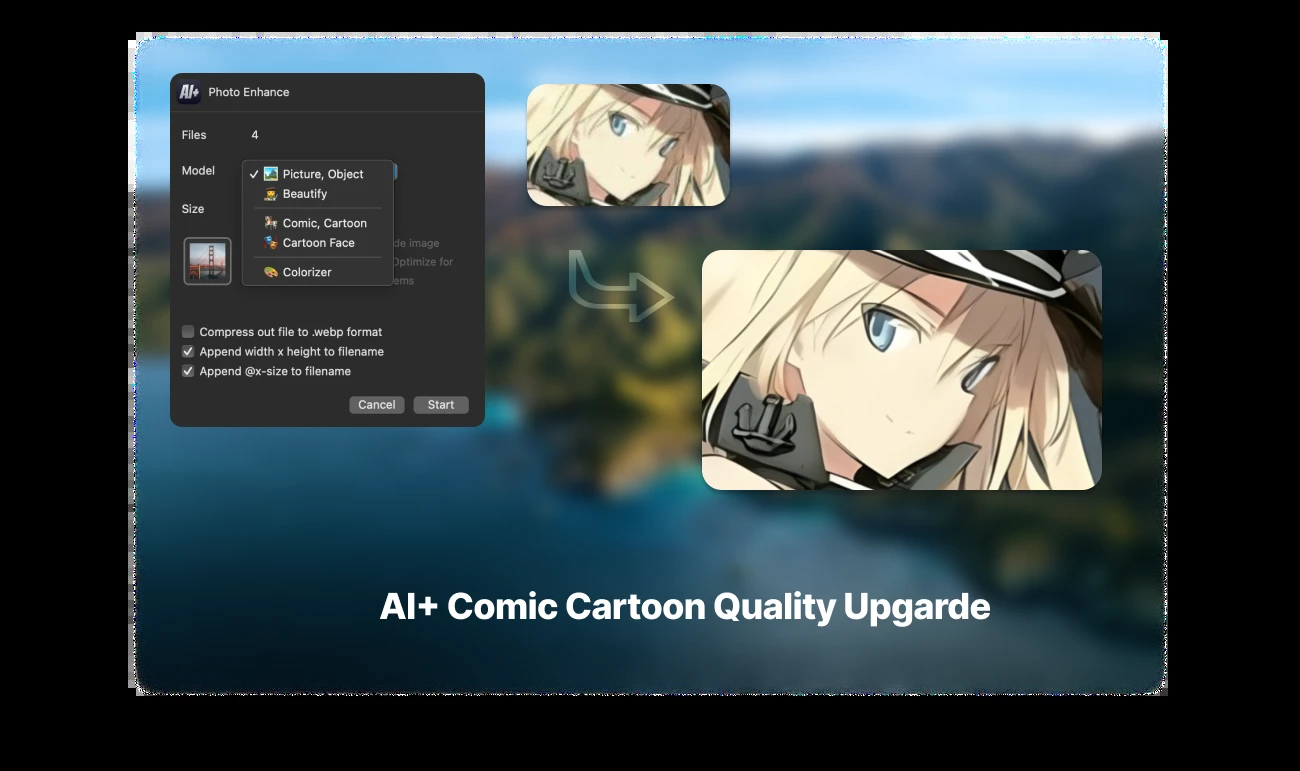 AI+ Photo Enhance
Files 4
Model
Picture, Object
Beautify
Size
Comic, Cartoon
Cartoon Face
de image
Optimize for
ems
Colorizer
Compress out file to .webp format
Append width x height to filename
Append @x-size to filename
Cancel Start
AI+ Comic Cartoon Quality Upgarde